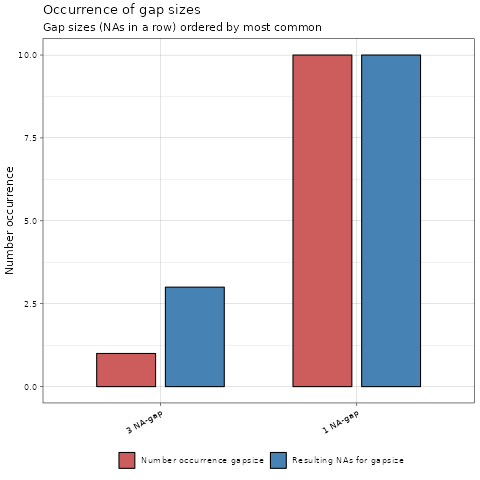 Occurrence of gap sizes
Gap sizes (NAs in a row) ordered by most common
Number occurrence
10.0
7.5
5.0
2.5
0.0
3 NA-gap
1 NA-gap
Number occurrence gapsize
Resulting NAs for gapsize